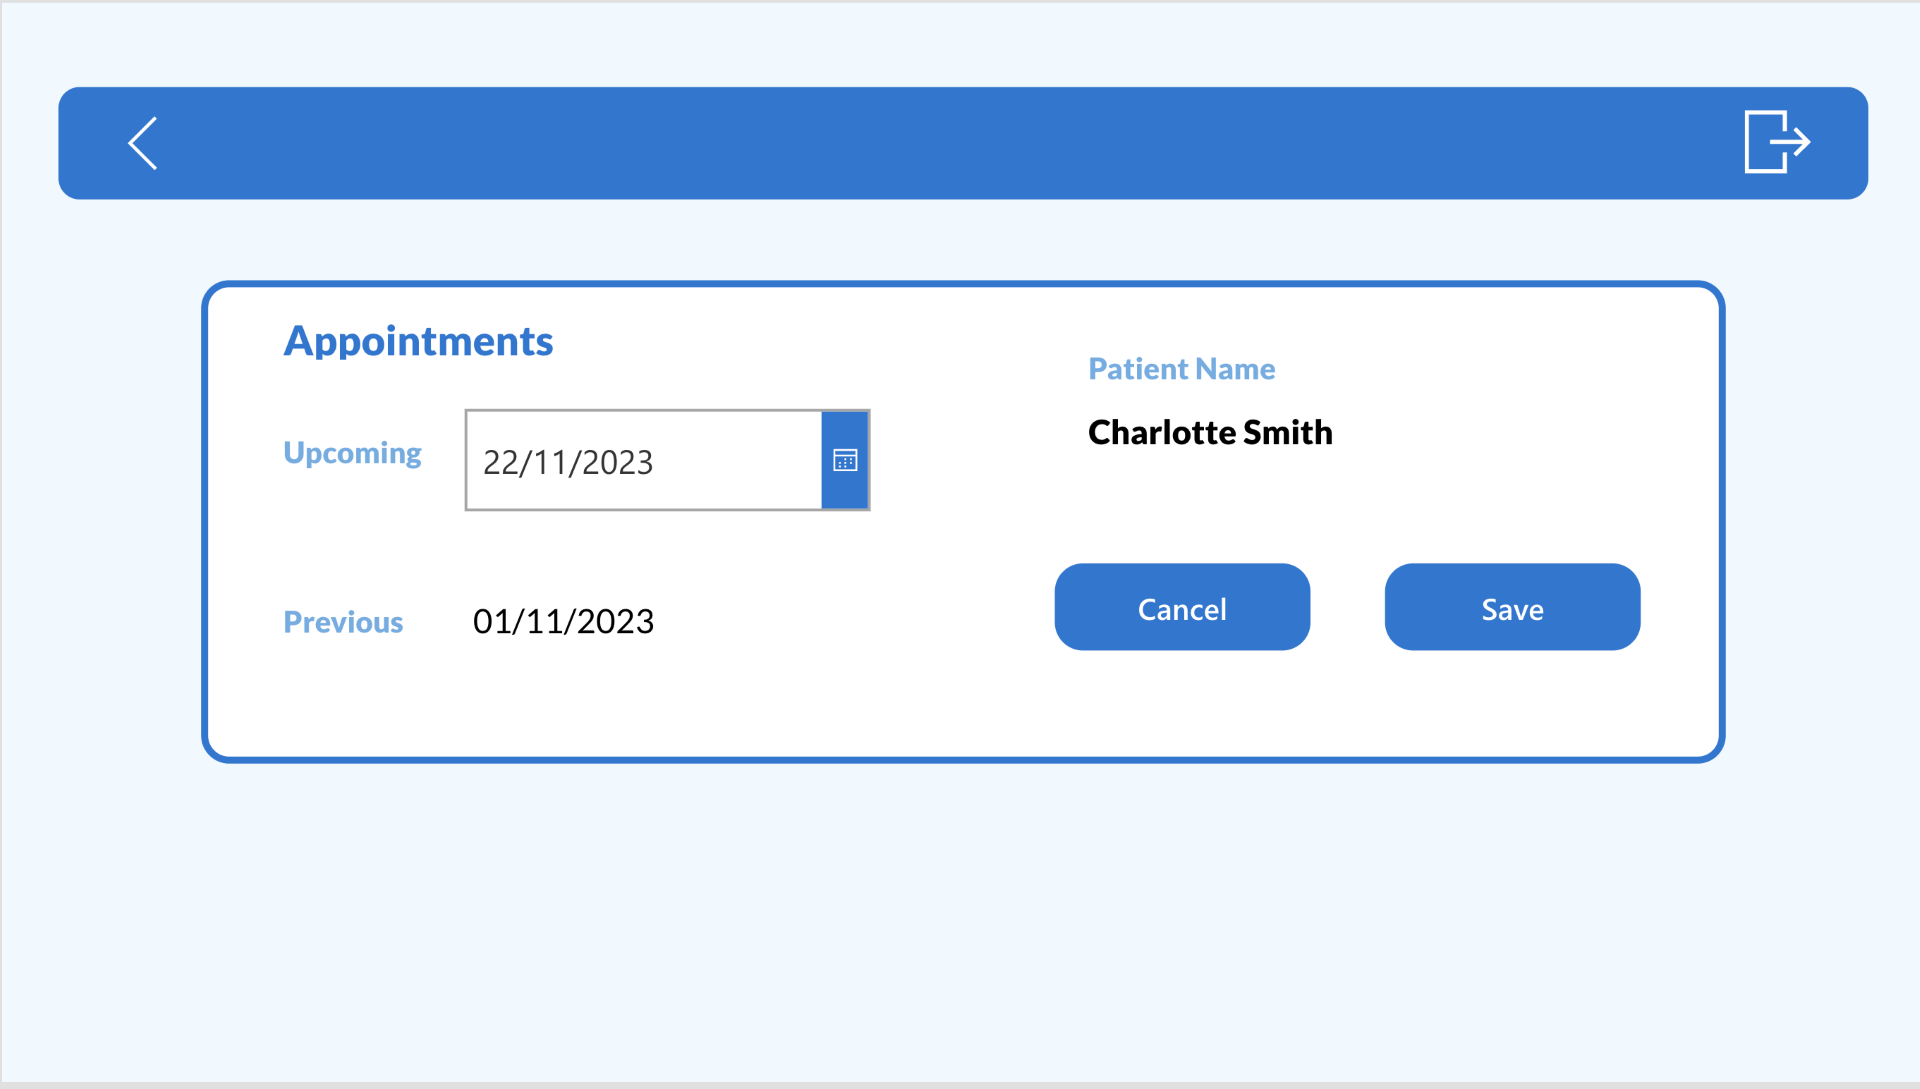 Appointments
Upcoming
22/11/2023
Previous
01/11/2023
Patient Name
Charlotte Smith
Cancel
Save